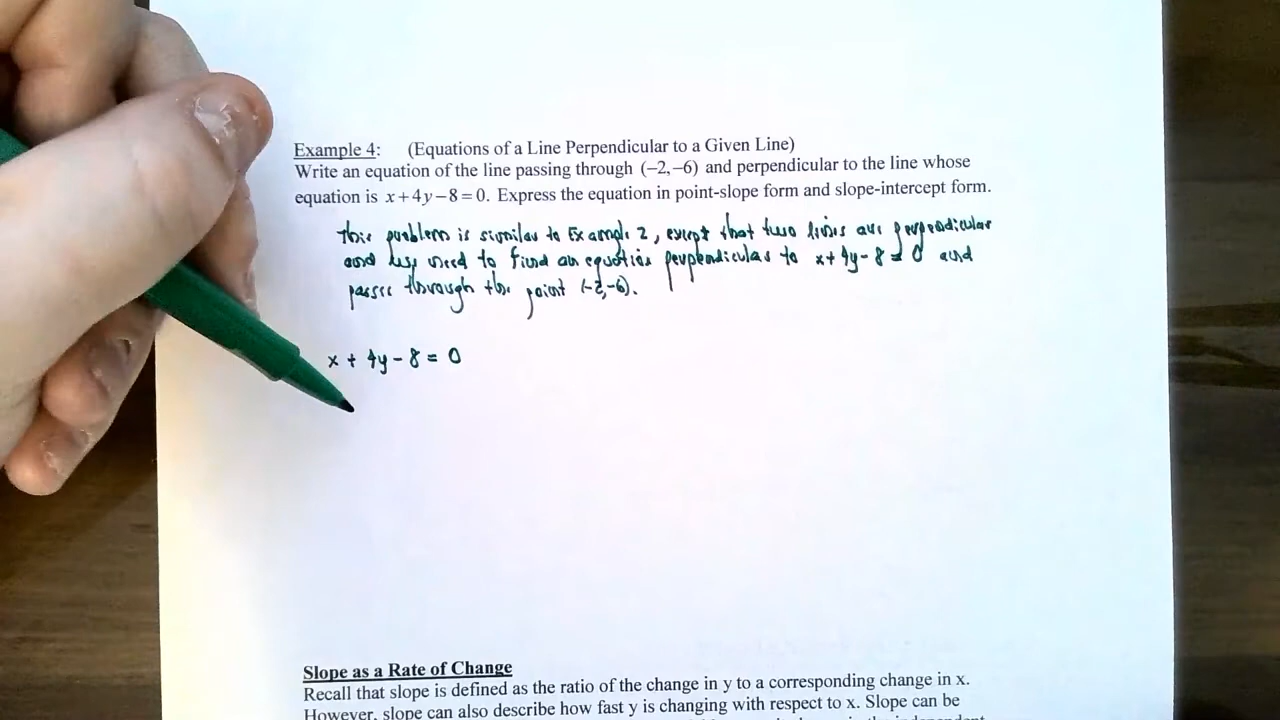 Example 4: (Equations of a Line Perpendicular to a Given Line)
Write an equation of the line passing through (−2,−6) and perpendicular to the line whose
equation is x+4y−8=0. Express the equation in point-slope form and slope-intercept form.
this problem is similar to Example 2, except that two lines are perpendicular
and we need to find an equation perpendicular to x+4y-8=0 and
passes through the point (-2,-6).
x + 4y - 8 = 0
Slope as a Rate of Change
Recall that slope is defined as the ratio of the change in y to a corresponding change in x.
However, slope can also describe how fast y is changing with respect to x. Slope can be